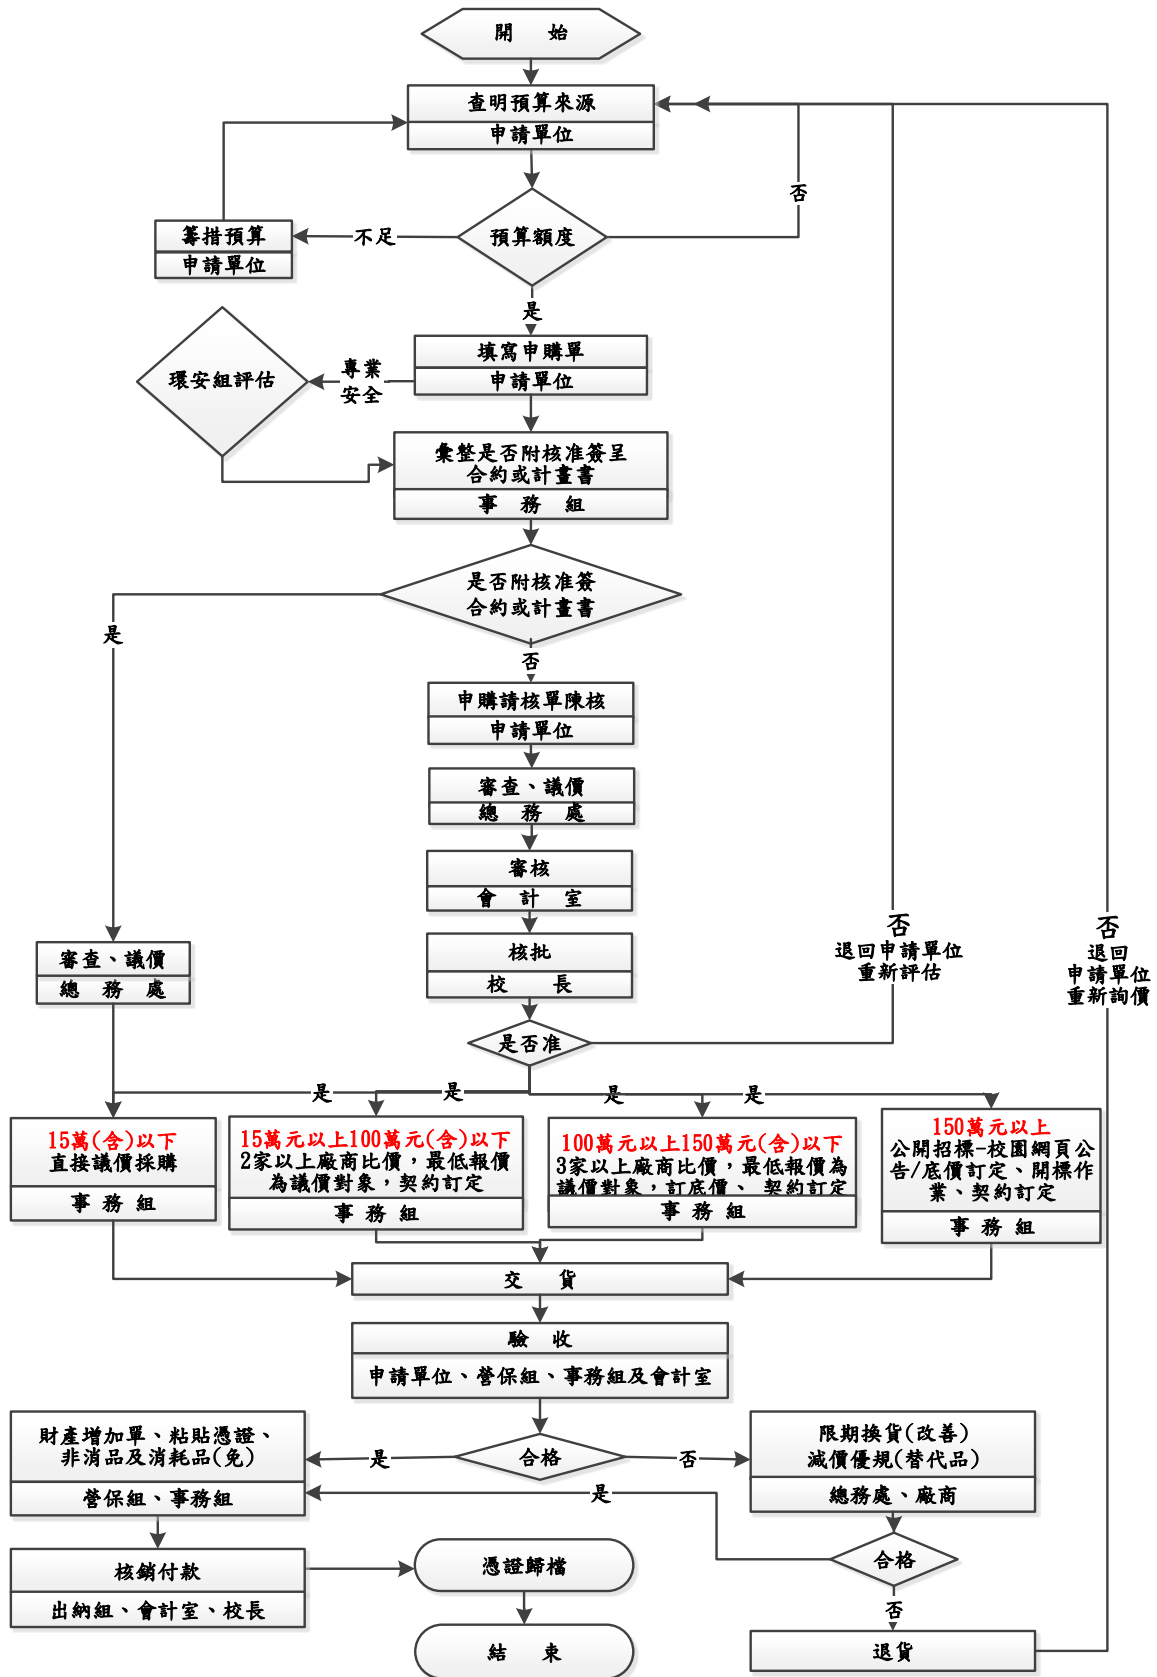 開 始
查明預算來源
申請單位
否
不足
預算額度
籌措預算
申請單位
是
填寫申購單
申請單位
專業
安全
環安組評估
彙整是否附核准簽呈
合約或計畫書
事 務 組
是否附核准簽
合約或計畫書
是
否
申購請核單陳核
申請單位
審查、議價
總 務 處
審核
會 計 室
核批
校 長
否
退回申請單位
重新評估
否
退回
申請單位
重新詢價
審查、議價
總 務 處
是否准
是
是
是
是
15萬(含)以下
直接議價採購
事 務 組
15萬元以上100萬元(含)以下
2家以上廠商比價，最低報價
為議價對象，契約訂定
事 務 組
100萬元以上150萬元(含)以下
3家以上廠商比價，最低報價為
議價對象，訂底價、 契約訂定
事 務 組
150萬元以上
公開招標-校園網頁公
告/底價訂定、開標作
業、契約訂定
事 務 組
交 貨
驗 收
申請單位、營保組、事務組及會計室
財產增加單、粘貼憑證、
非消品及消耗品(免)
營保組、事務組
是
合格
否
限期換貨(改善)
減價優規(替代品)
總務處、廠商
是
合格
核銷付款
出納組、會計室、校長
憑證歸檔
否
結 束
退貨